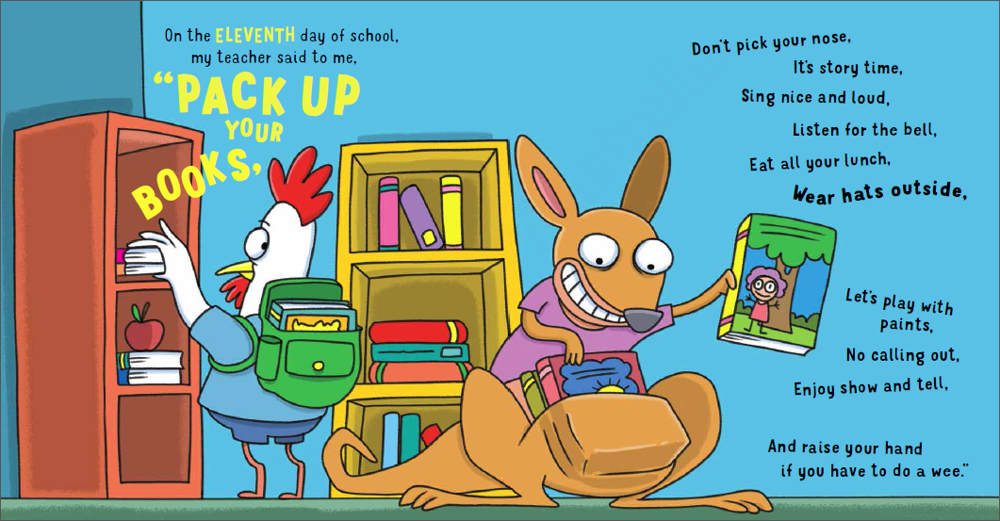 On the ELEVENTH day of school,
my teacher said to me,
“PACK UP
YOUR
BOOKS,
Don't pick your nose,
It's story time,
Sing nice and loud,
Listen for the bell,
Eat all your lunch,
Wear hats outside,
Let's play with
paints,
No calling out,
Enjoy show and tell,
And raise your hand
if you have to do a wee.”